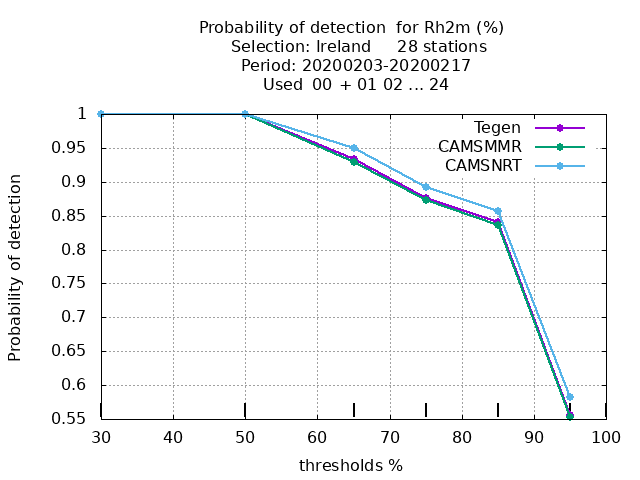 Probability of detection  for Rh2m (%)
Selection: Ireland     28 stations
Period: 20200203-20200217
Used  00 + 01 02 ... 24
Tegen
CAMSMMR
CAMSNRT
Probability of detection
1
0.95
0.9
0.85
0.8
0.75
0.7
0.65
0.6
0.55
30 40 50 60 70 80 90 100
thresholds %